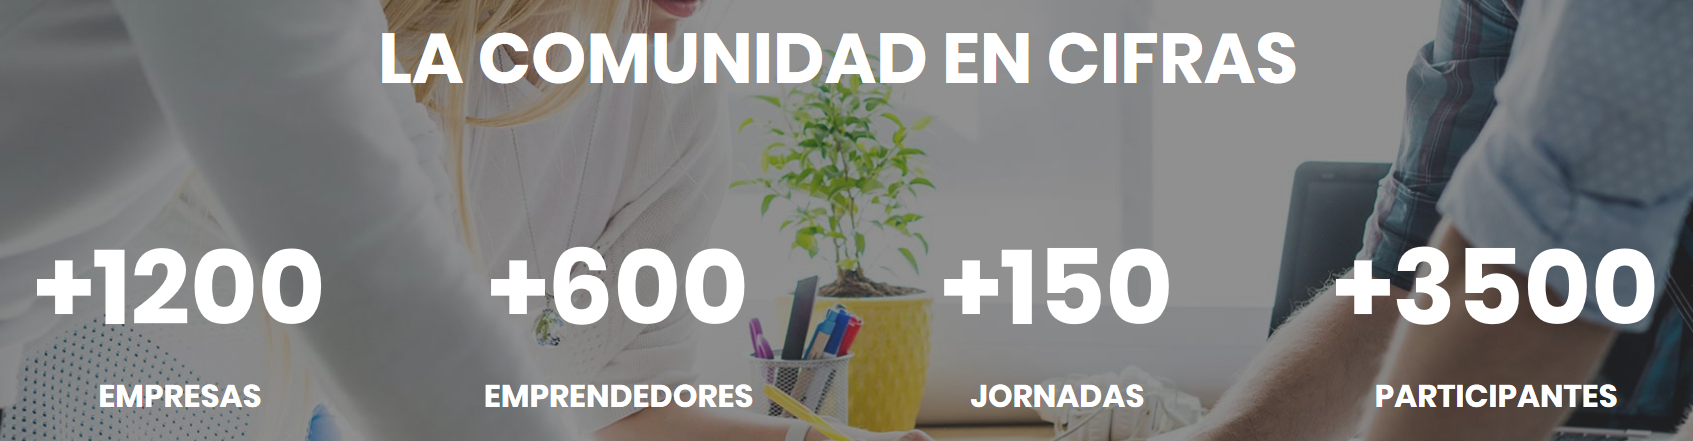 LA COMUNIDAD EN CIFRAS
+1200 +600 +150 +3500
EMPRESAS EMPRENDEDORES JORNADAS PARTICIPANTES